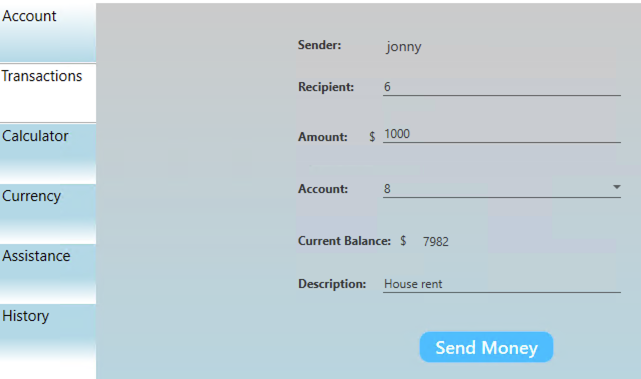 Account
Transactions
Calculator
Currency
Assistance
History
Sender: jonny
Recipient: 6
Amount: $ 1000
Account: 8
Current Balance: $ 7982
Description: House rent
Send Money